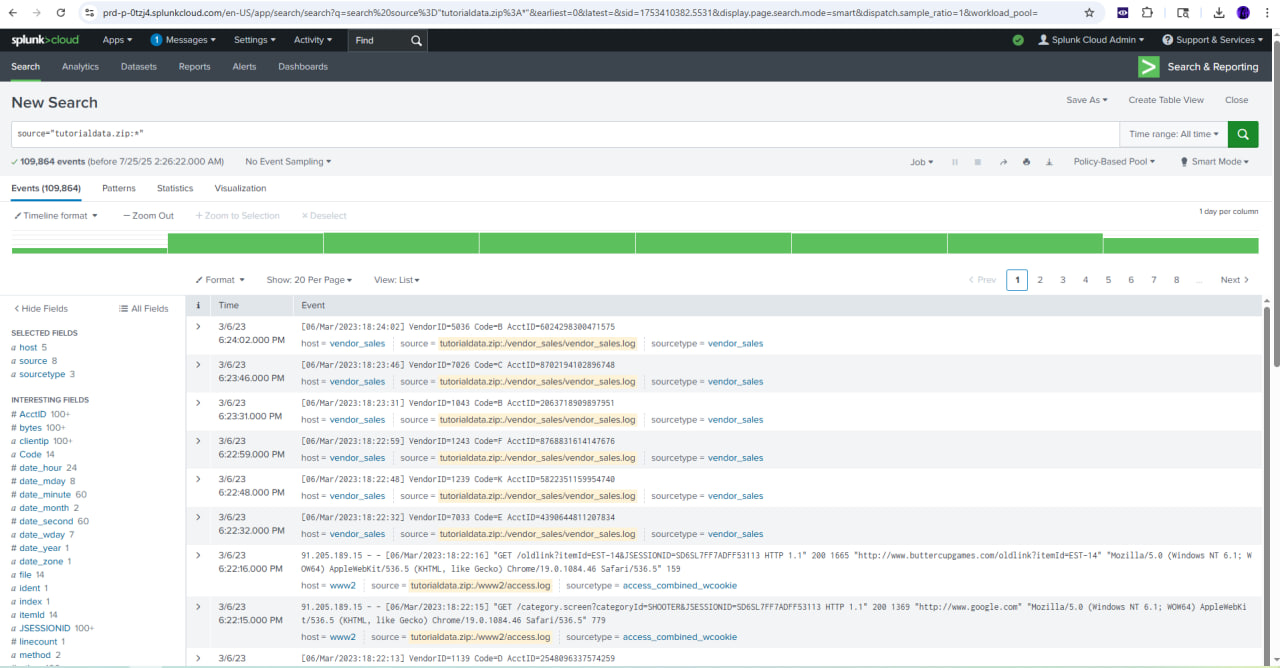 prd-p-0tzj4.splunkcloud.com/en-US/app/search/search?q=search%20source%3D"tutorialdata.zip%3A*"&earliest=0&latest=&sid=1753410382.5531&display.page.search.mode=smart&dispatch.sample_ratio=1&workload_pool=
splunk>cloud Apps 1 Messages Settings Activity Find Splunk Cloud Admin Support & Services
Search Analytics Datasets Reports Alerts Dashboards Search & Reporting
New Search Save As Create Table View Close
source="tutorialdata.zip:*" Time range: All time
109,864 events (before 7/25/25 2:26:22.000 AM) No Event Sampling Job Policy-Based Pool Smart Mode
Events (109,864) Patterns Statistics Visualization
Timeline format — Zoom Out + Zoom to Selection × Deselect 1 day per column
Format Show: 20 Per Page View: List < Prev 1 2 3 4 5 6 7 8 ... Next >
< Hide Fields All Fields
SELECTED FIELDS
a host 5
a source 8
a sourcetype 3
INTERESTING FIELDS
# AcctID 100+
# bytes 100+
a clientip 100+
a Code 14
# date_hour 24
# date_mday 8
# date_minute 60
a date_month 2
# date_second 60
a date_wday 7
# date_year 1
a date_zone 1
a file 14
a ident 1
a index 1
a itemId 14
a JSESSIONID 100+
# linecount 1
a method 2
i Time Event
3/6/23 [06/Mar/2023:18:24:02] VendorID=5036 Code=B AcctID=6024298300471575
6:24:02.000 PM host = vendor_sales source = tutorialdata.zip:./vendor_sales/vendor_sales.log sourcetype = vendor_sales
3/6/23 [06/Mar/2023:18:23:46] VendorID=7026 Code=C AcctID=8702194102896748
6:23:46.000 PM host = vendor_sales source = tutorialdata.zip:./vendor_sales/vendor_sales.log sourcetype = vendor_sales
3/6/23 [06/Mar/2023:18:23:31] VendorID=1043 Code=B AcctID=2063718909897951
6:23:31.000 PM host = vendor_sales source = tutorialdata.zip:./vendor_sales/vendor_sales.log sourcetype = vendor_sales
3/6/23 [06/Mar/2023:18:22:59] VendorID=1243 Code=F AcctID=8768831614147676
6:22:59.000 PM host = vendor_sales source = tutorialdata.zip:./vendor_sales/vendor_sales.log sourcetype = vendor_sales
3/6/23 [06/Mar/2023:18:22:48] VendorID=1239 Code=K AcctID=5822351159954740
6:22:48.000 PM host = vendor_sales source = tutorialdata.zip:./vendor_sales/vendor_sales.log sourcetype = vendor_sales
3/6/23 [06/Mar/2023:18:22:32] VendorID=7033 Code=E AcctID=4390644811207834
6:22:32.000 PM host = vendor_sales source = tutorialdata.zip:./vendor_sales/vendor_sales.log sourcetype = vendor_sales
3/6/23 91.205.189.15 - - [06/Mar/2023:18:22:16] "GET /oldlink?itemId=EST-14&JSESSIONID=SD6SL7FF7ADFF53113 HTTP 1.1" 200 1665 "http://www.buttercupgames.com/oldlink?itemId=EST-14" "Mozilla/5.0 (Windows NT 6.1; W
6:22:16.000 PM OW64) AppleWebKit/536.5 (KHTML, like Gecko) Chrome/19.0.1084.46 Safari/536.5" 159
host = www2 source = tutorialdata.zip:./www2/access.log sourcetype = access_combined_wcookie
3/6/23 91.205.189.15 - - [06/Mar/2023:18:22:15] "GET /category.screen?categoryId=SHOOTER&JSESSIONID=SD6SL7FF7ADFF53113 HTTP 1.1" 200 1369 "http://www.google.com" "Mozilla/5.0 (Windows NT 6.1; WOW64) AppleWebKi
6:22:15.000 PM t/536.5 (KHTML, like Gecko) Chrome/19.0.1084.46 Safari/536.5" 779
host = www2 source = tutorialdata.zip:./www2/access.log sourcetype = access_combined_wcookie
3/6/23 [06/Mar/2023:18:22:13] VendorID=1139 Code=D AcctID=2548096337574259